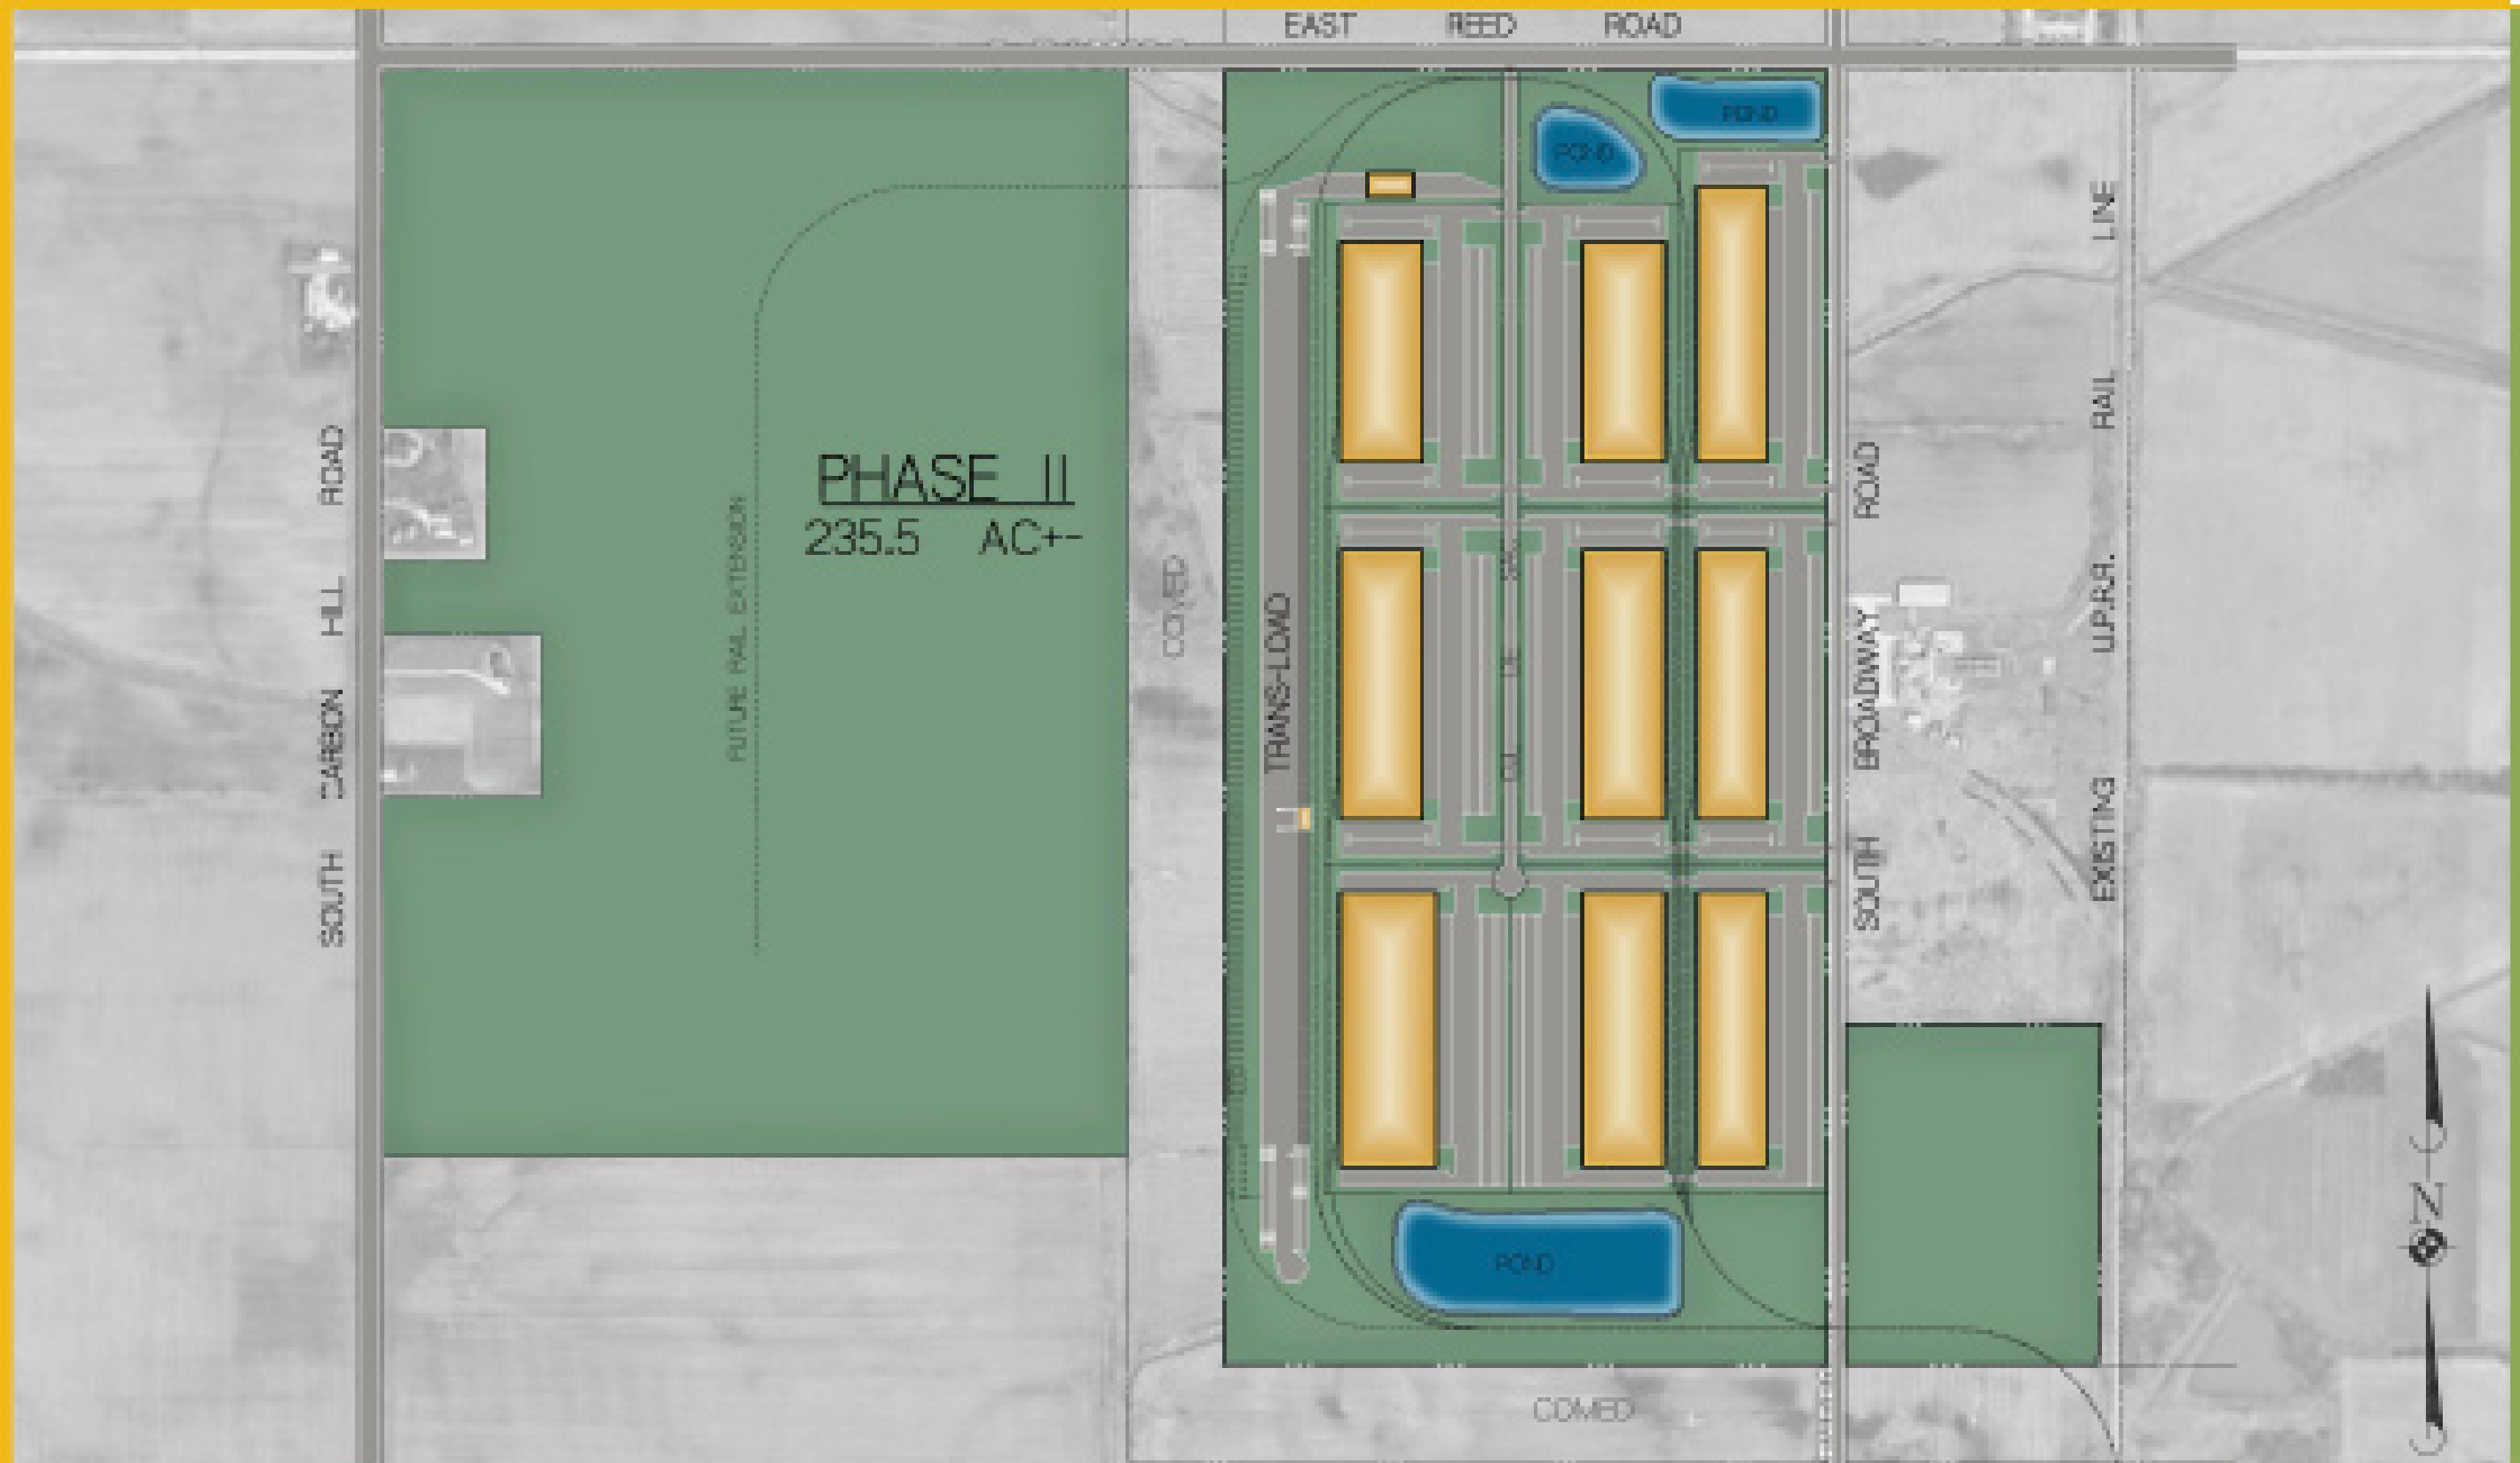 EAST REED ROAD
POND
POND
PHASE II
235.5 AC+-
FUTURE RAIL EXTENSION
SOUTH CARBON HILL ROAD
COMED
TRANS-LOAD
SOUTH BROADWAY ROAD
EXISTING U.P.R.R. RAIL LINE
POND
COMED
N